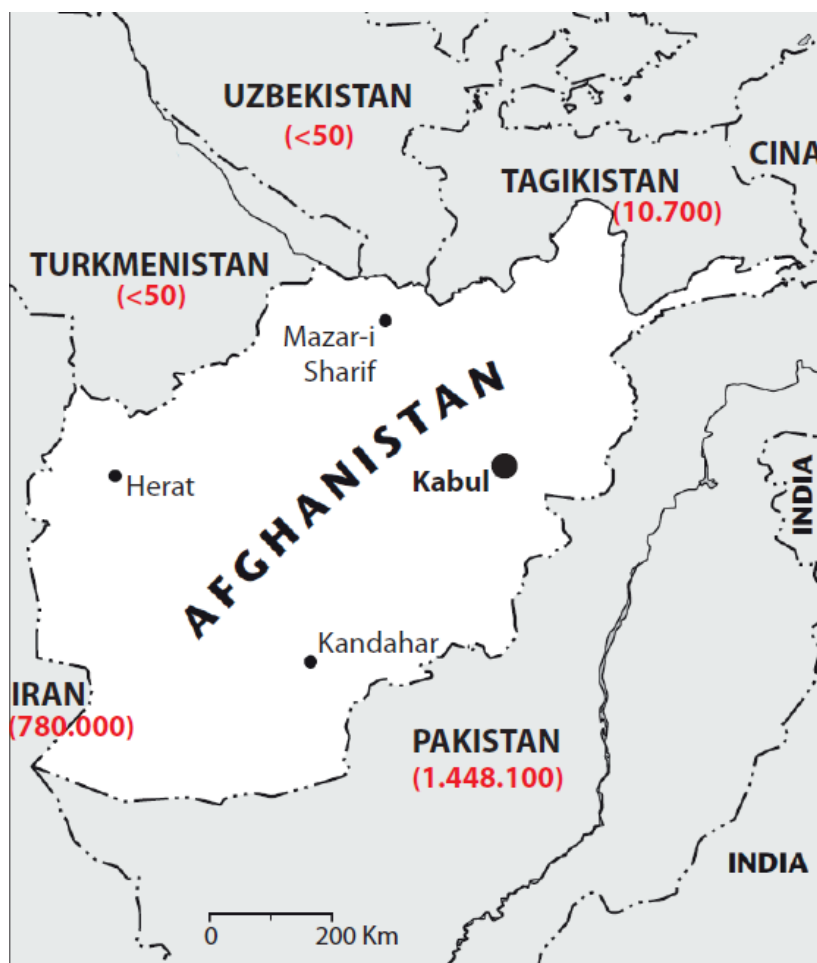 UZBEKISTAN
(<50)
CINA
TAGIKISTAN
(10.700)
TURKMENISTAN
(<50)
Mazar-i
Sharif
AFGHANISTAN
Herat
Kabul
INDIA
Kandahar
IRAN
(780.000)
PAKISTAN
(1.448.100)
INDIA
0 200 Km